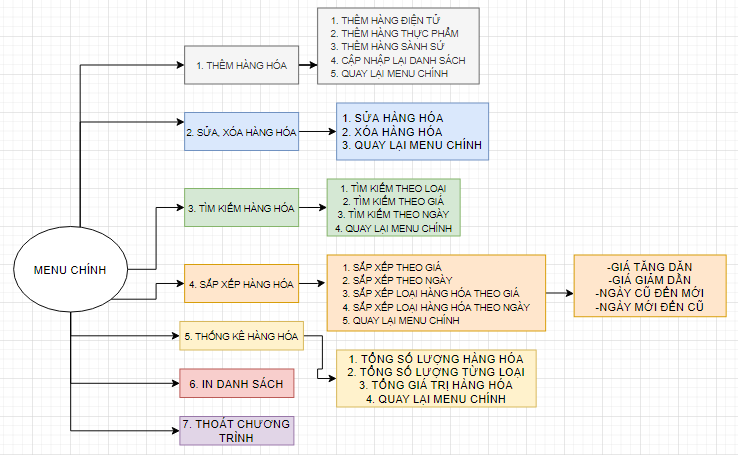 MENU CHÍNH
1. THÊM HÀNG HÓA
1. THÊM HÀNG ĐIỆN TỬ
2. THÊM HÀNG THỰC PHẨM
3. THÊM HÀNG SÀNH SỨ
4. CẬP NHẬP LẠI DANH SÁCH
5. QUAY LẠI MENU CHÍNH
2. SỬA, XÓA HÀNG HÓA
1. SỬA HÀNG HÓA
2. XÓA HÀNG HÓA
3. QUAY LẠI MENU CHÍNH
3. TÌM KIẾM HÀNG HÓA
1. TÌM KIẾM THEO LOẠI
2. TÌM KIẾM THEO GIÁ
3. TÌM KIẾM THEO NGÀY
4. QUAY LẠI MENU CHÍNH
4. SẮP XẾP HÀNG HÓA
1. SẮP XẾP THEO GIÁ
2. SẮP XẾP THEO NGÀY
3. SẮP XẾP LOẠI HÀNG HÓA THEO GIÁ
4. SẮP XẾP LOẠI HÀNG HÓA THEO NGÀY
5. QUAY LẠI MENU CHÍNH
-GIÁ TĂNG DẦN
-GIÁ GIẢM DẦN
-NGÀY CŨ ĐẾN MỚI
-NGÀY MỚI ĐẾN CŨ
5. THỐNG KÊ HÀNG HÓA
1. TỔNG SỐ LƯỢNG HÀNG HÓA
2. TỔNG SỐ LƯỢNG TỪNG LOẠI
3. TỔNG GIÁ TRỊ HÀNG HÓA
4. QUAY LẠI MENU CHÍNH
6. IN DANH SÁCH
7. THOÁT CHƯƠNG
TRÌNH